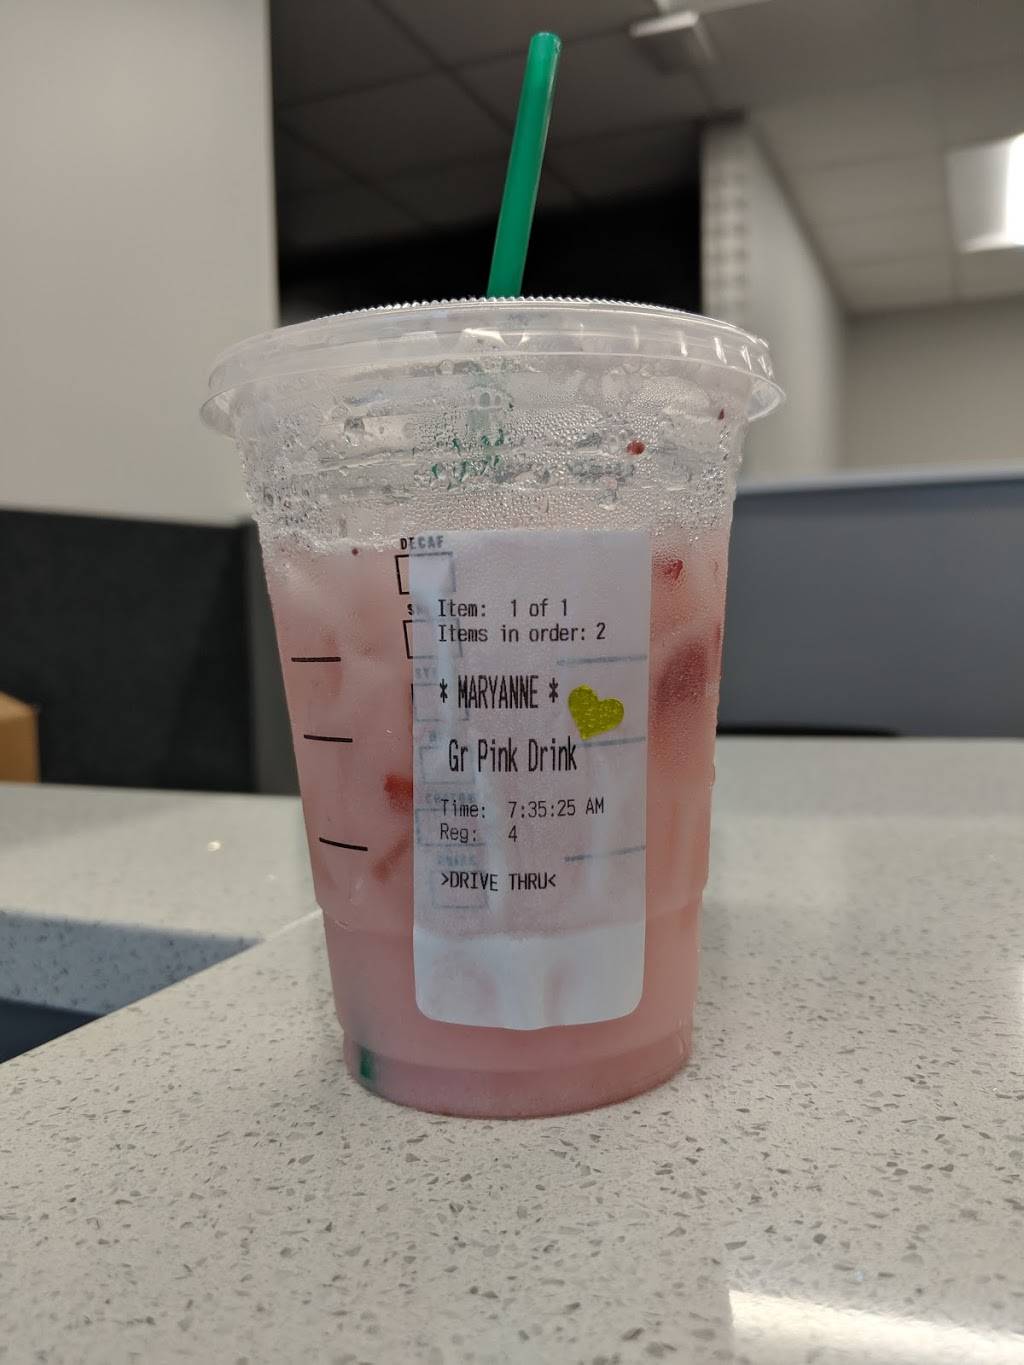 DECAF
Item: 1 of 1
Items in order: 2
* MARYANNE *
Gr Pink Drink
Time: 7:35:25 AM
Reg: 4
>DRIVE THRU<